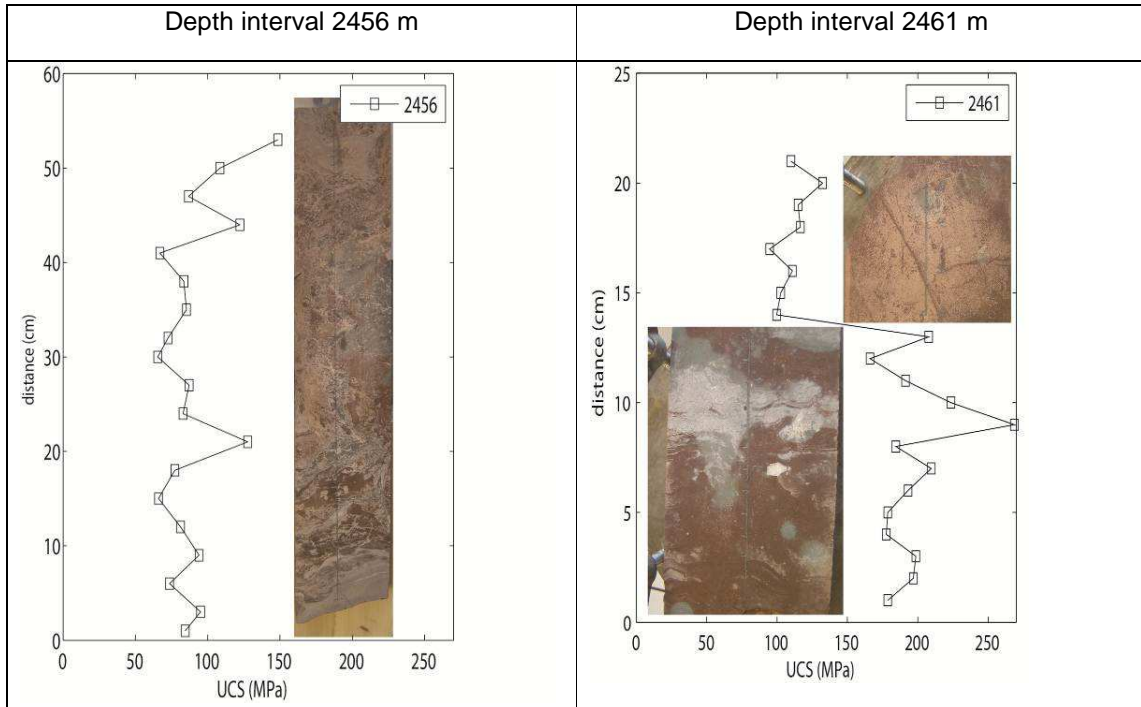 Depth interval 2456 m
Depth interval 2461 m
60
50
40
30
20
10
0
distance (cm)
0 50 100 150 200 250
UCS (MPa)
2456
25
20
15
10
5
0
distance (cm)
0 50 100 150 200 250
UCS (MPa)
2461